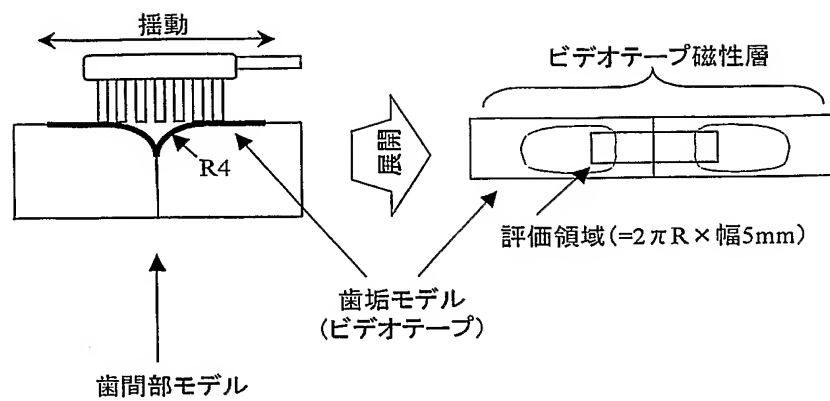 揺動
R4
歯間部モデル
展開
歯垢モデル
(ビデオテープ)
ビデオテープ磁性層
評価領域(=2πR×幅5mm)